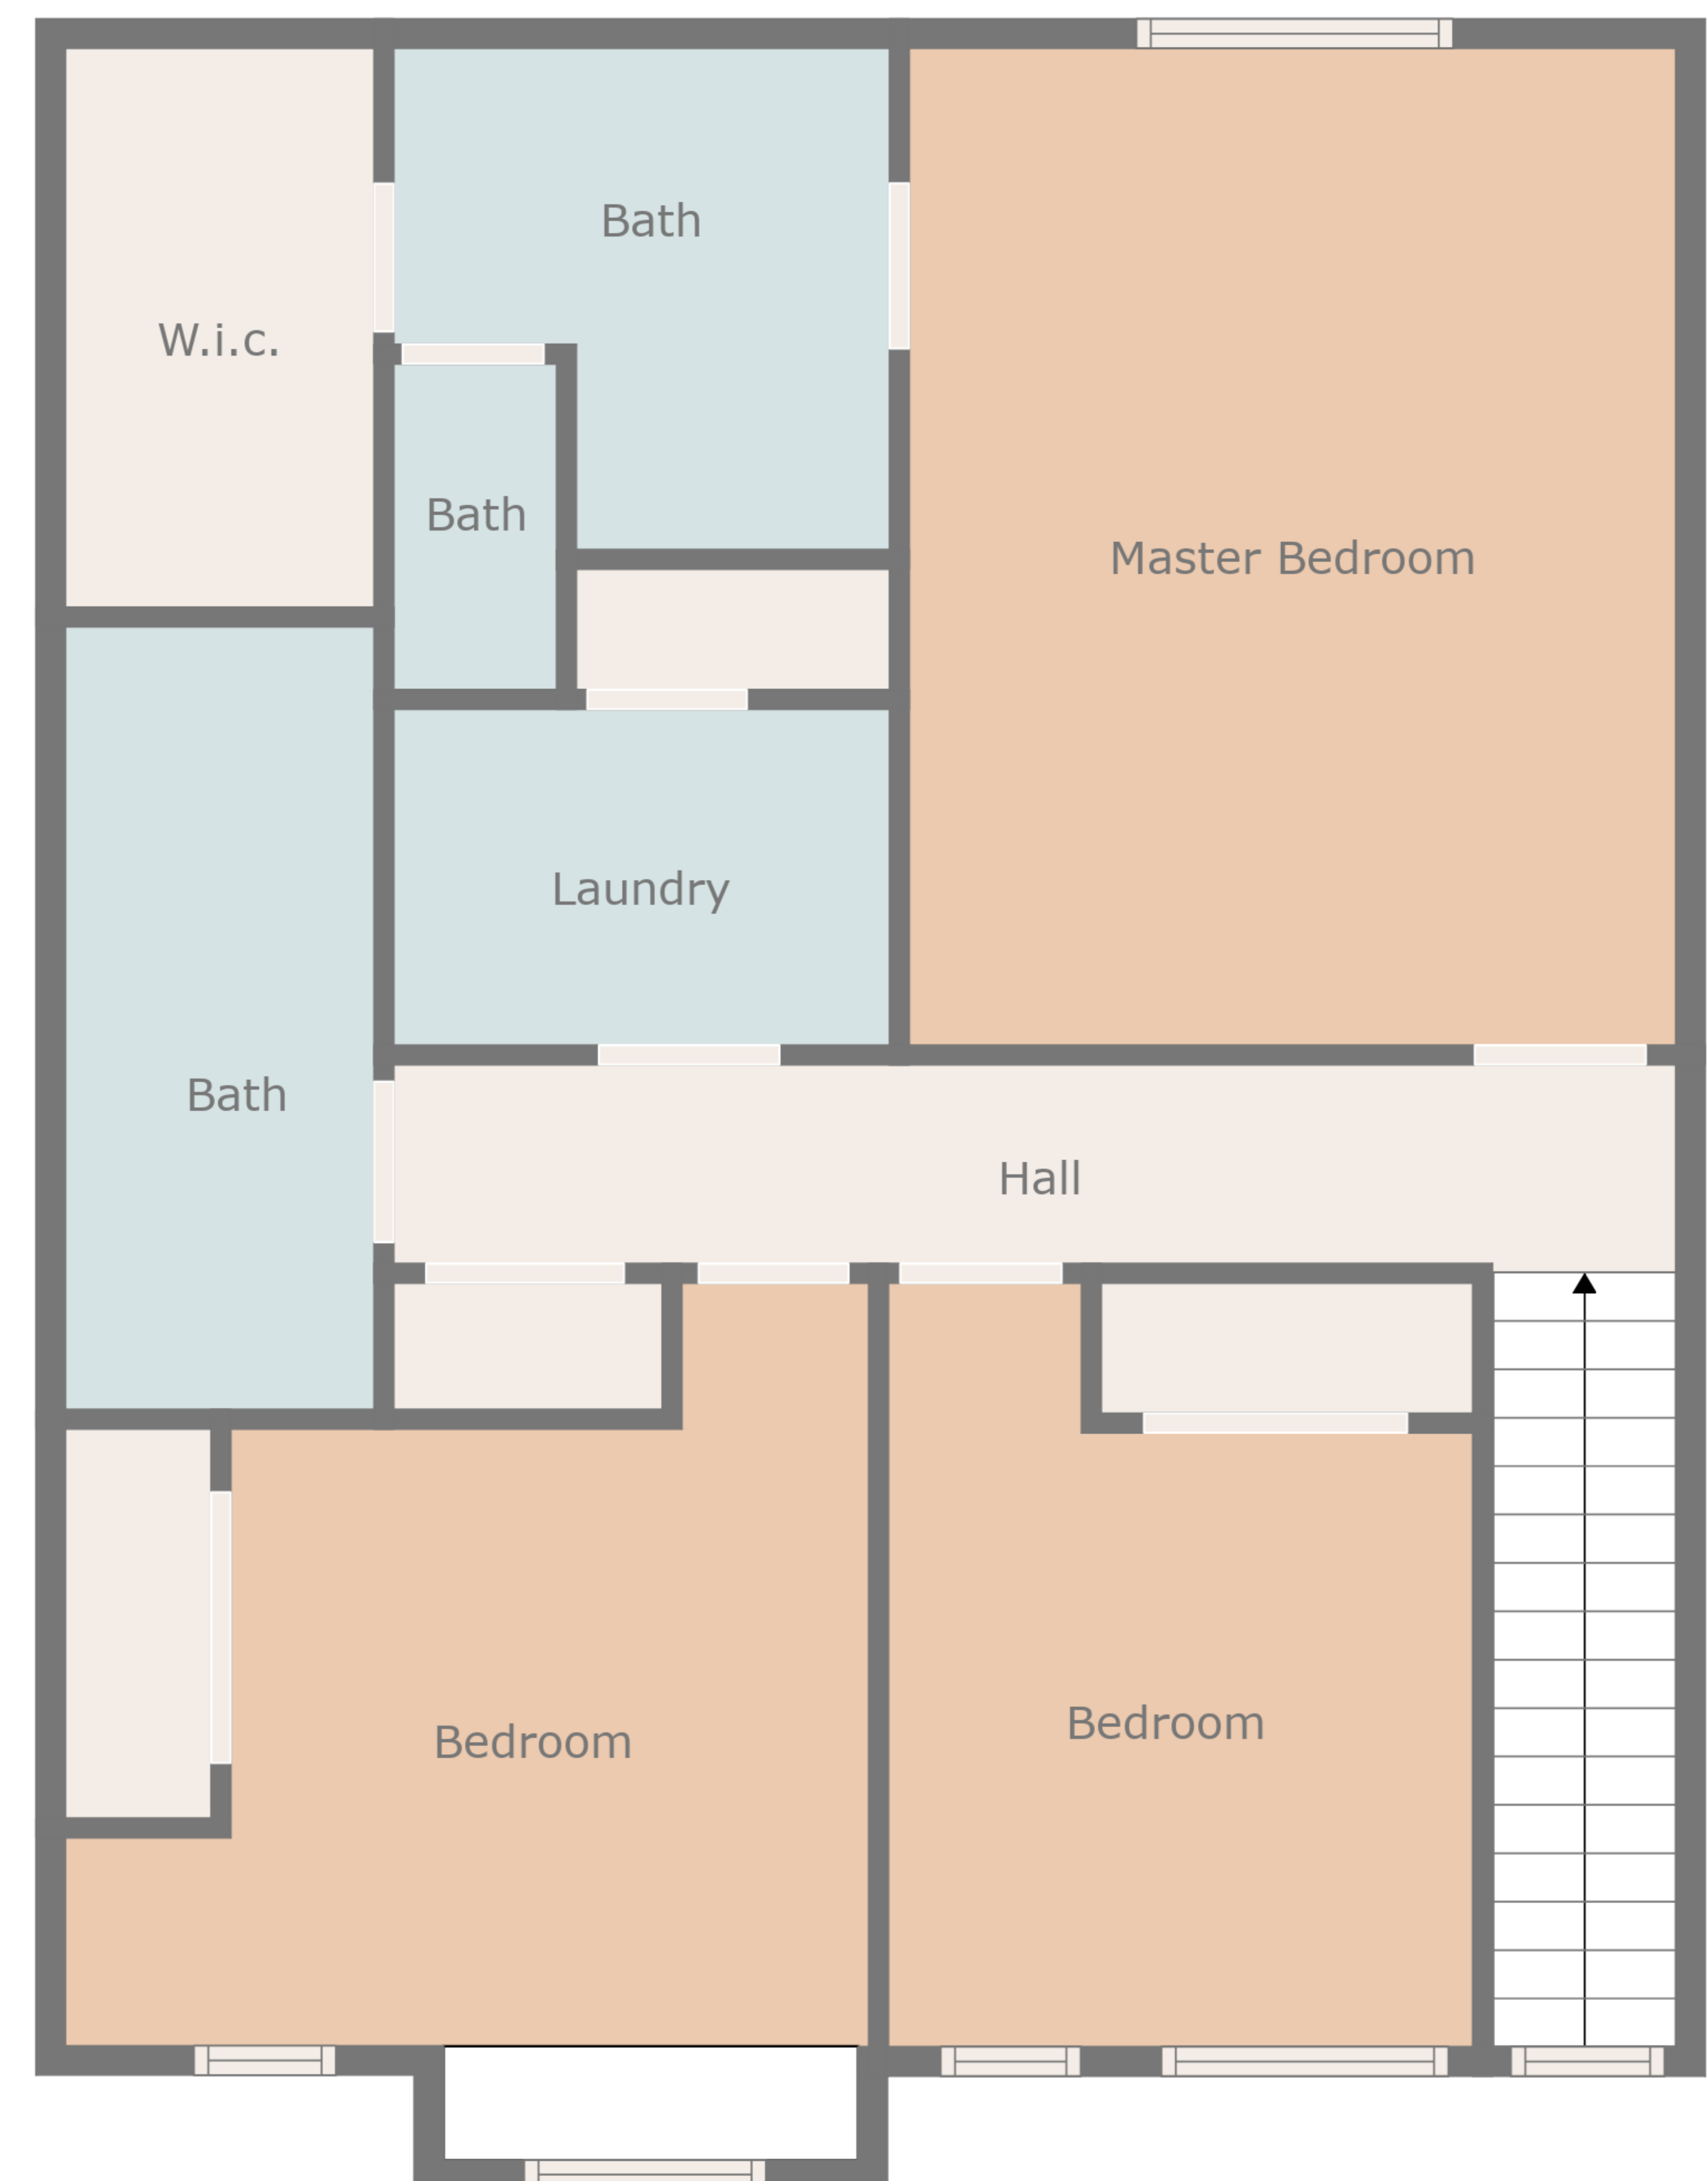 Bath
W.i.c.
Bath
Master Bedroom
Laundry
Bath
Hall
Bedroom
Bedroom